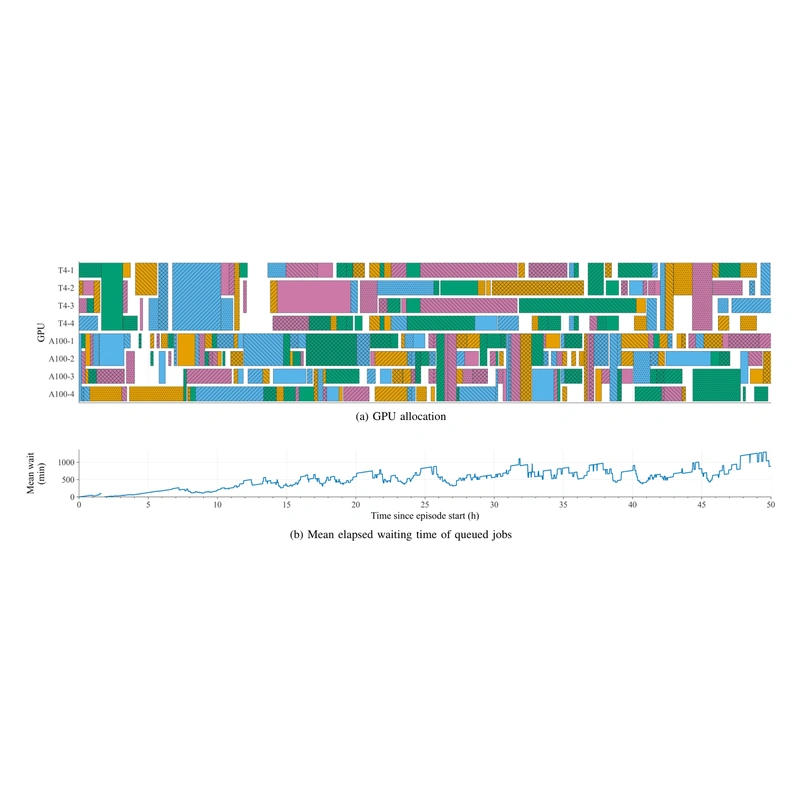 T4-1
T4-2
T4-3
T4-4
A100-1
A100-2
A100-3
A100-4
GPU
(a) GPU allocation
Mean wait
(min)
1000
500
0
0 5 10 15 20 25 30 35 40 45 50
Time since episode start (h)
(b) Mean elapsed waiting time of queued jobs